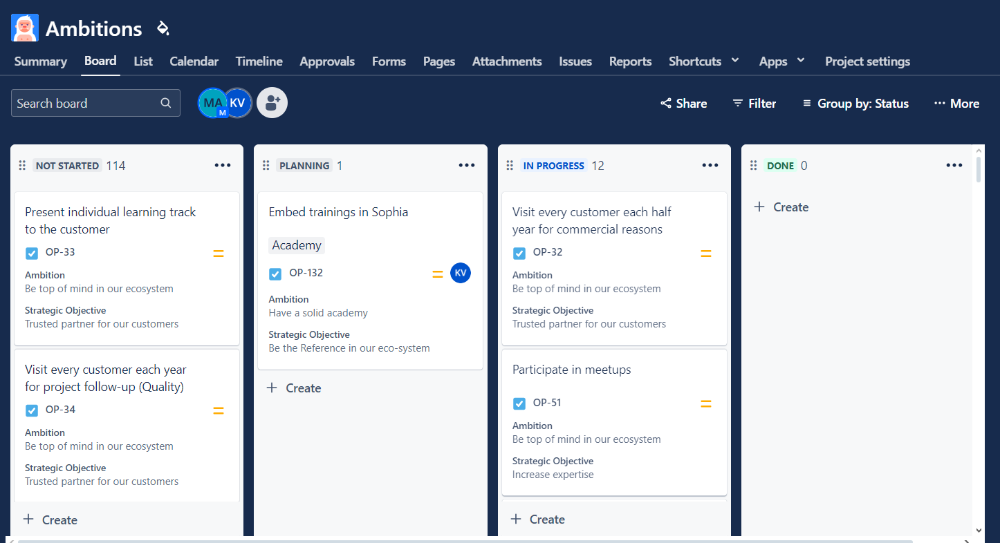 Ambitions
Summary Board List Calendar Timeline Approvals Forms Pages Attachments Issues Reports Shortcuts Apps Project settings
Search board MA M KV Share Filter Group by: Status More
NOT STARTED 114
Present individual learning track
to the customer
OP-33
Ambition
Be top of mind in our ecosystem
Strategic Objective
Trusted partner for our customers
Visit every customer each year
for project follow-up (Quality)
OP-34
Ambition
Be top of mind in our ecosystem
Strategic Objective
Trusted partner for our customers
+ Create
PLANNING 1
Embed trainings in Sophia
Academy
OP-132 KV
Ambition
Have a solid academy
Strategic Objective
Be the Reference in our eco-system
+ Create
IN PROGRESS 12
Visit every customer each half
year for commercial reasons
OP-32
Ambition
Be top of mind in our ecosystem
Strategic Objective
Trusted partner for our customers
Participate in meetups
OP-51
Ambition
Be top of mind in our ecosystem
Strategic Objective
Increase expertise
+ Create
DONE 0
+ Create